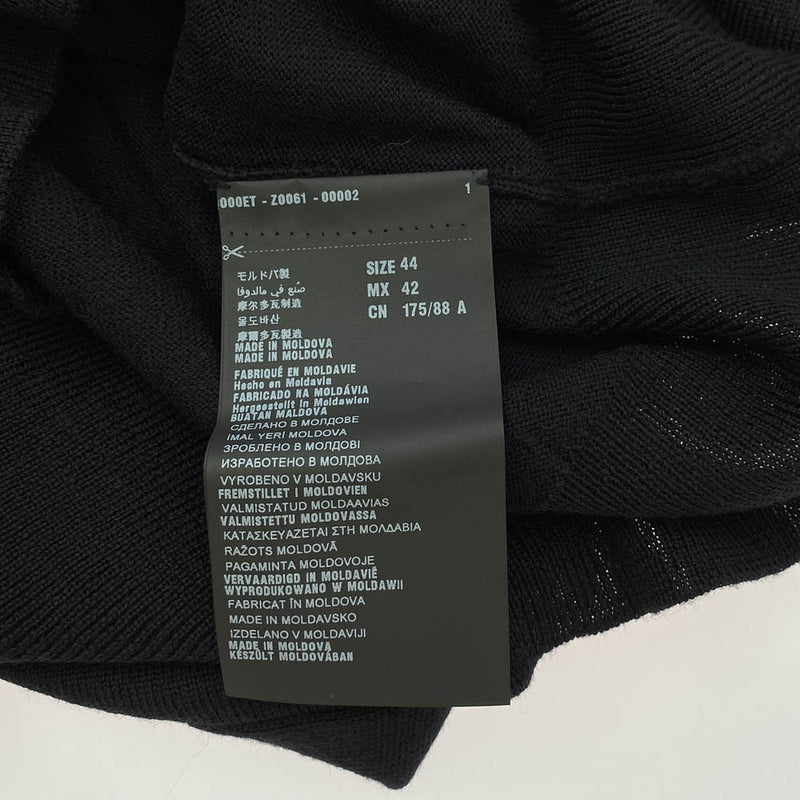 000ET - Z0061 - 00002 1
モルドバ製
صنع في مالدوفا
摩尔多瓦制造
몰도바산
摩爾多瓦製造
SIZE 44
MX 42
CN 175/88 A
MADE IN MOLDOVA
MADE IN MOLDOVA
FABRIQUÉ EN MOLDAVIE
Hecho en Moldavia
FABRICADO NA MOLDÁVIA
Hergestellt in Moldawien
BUATAN MALDOVA
СДЕЛАНО В МОЛДОВЕ
IMAL YERİ MOLDOVA
ЗРОБЛЕНО В МОЛДОВІ
ИЗРАБОТЕНО В МОЛДОВА
VYROBENO V MOLDAVSKU
FREMSTILLET I MOLDOVIEN
VALMISTATUD MOLDAAVIAS
VALMISTETTU MOLDOVASSA
ΚΑΤΑΣΚΕΥΑΖΕΤΑΙ ΣΤΗ ΜΟΛΔΑΒΙΑ
RAŽOTS MOLDOVĀ
PAGAMINTA MOLDOVOJE
VERVAARDIGD IN MOLDAVIË
WYPRODUKOWANO W MOLDAWII
FABRICAT ÎN MOLDOVA
MADE IN MOLDAVSKO
IZDELANO V MOLDAVIJI
MADE IN MOLDOVA
KÉSZÜLT MOLDOVÁBAN